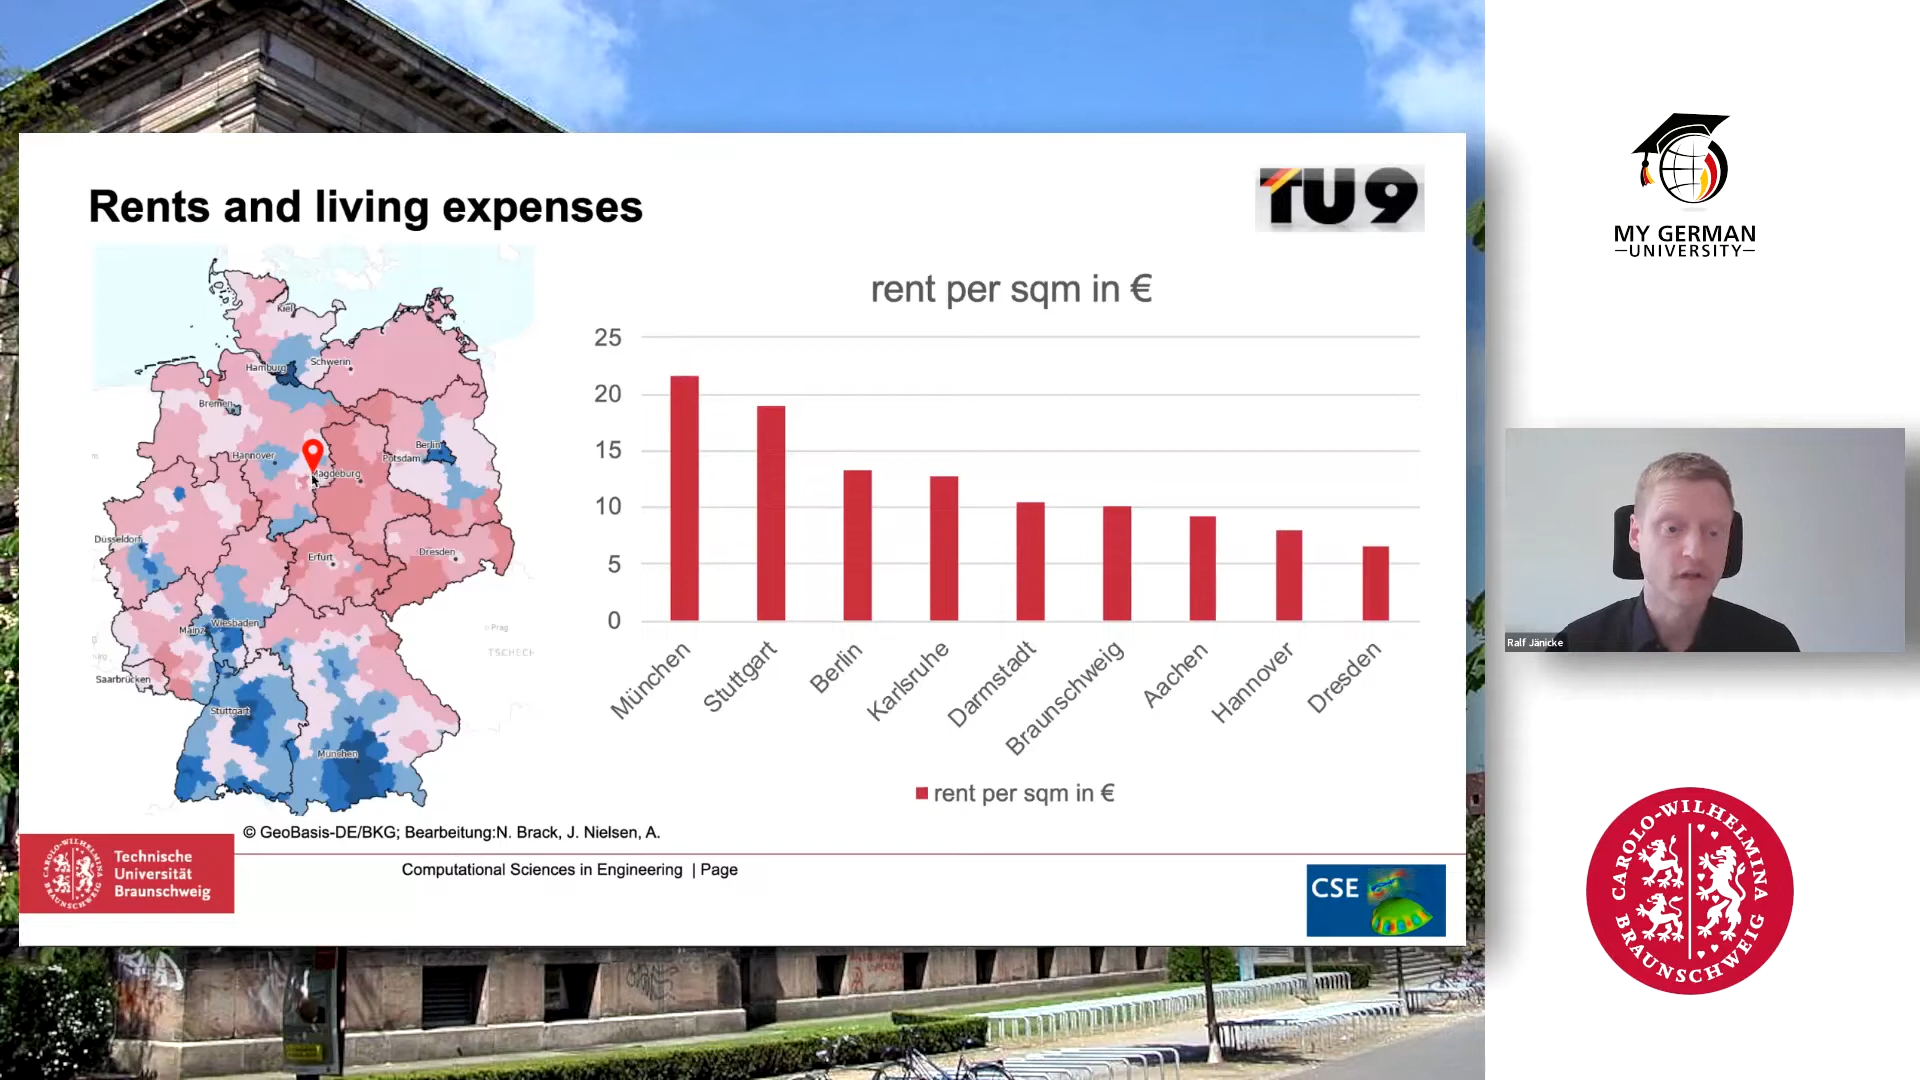 Rents and living expenses
TU9
Kiel
Hamburg
Schwerin
Bremen
Berlin
Hannover
Potsdam
Magdeburg
Düsseldorf
Erfurt
Dresden
Wiesbaden
Mainz
Prag
TSCHECH
Saarbrücken
Stuttgart
München
rent per sqm in €
25
20
15
10
5
0
München
Stuttgart
Berlin
Karlsruhe
Darmstadt
Braunschweig
Aachen
Hannover
Dresden
rent per sqm in €
© GeoBasis-DE/BKG; Bearbeitung:N. Brack, J. Nielsen, A.
Technische
Universität
Braunschweig
Computational Sciences in Engineering | Page
CSE
MY GERMAN
UNIVERSITY
Ralf Jänicke
CAROLO-WILHELMINA
BRAUNSCHWEIG